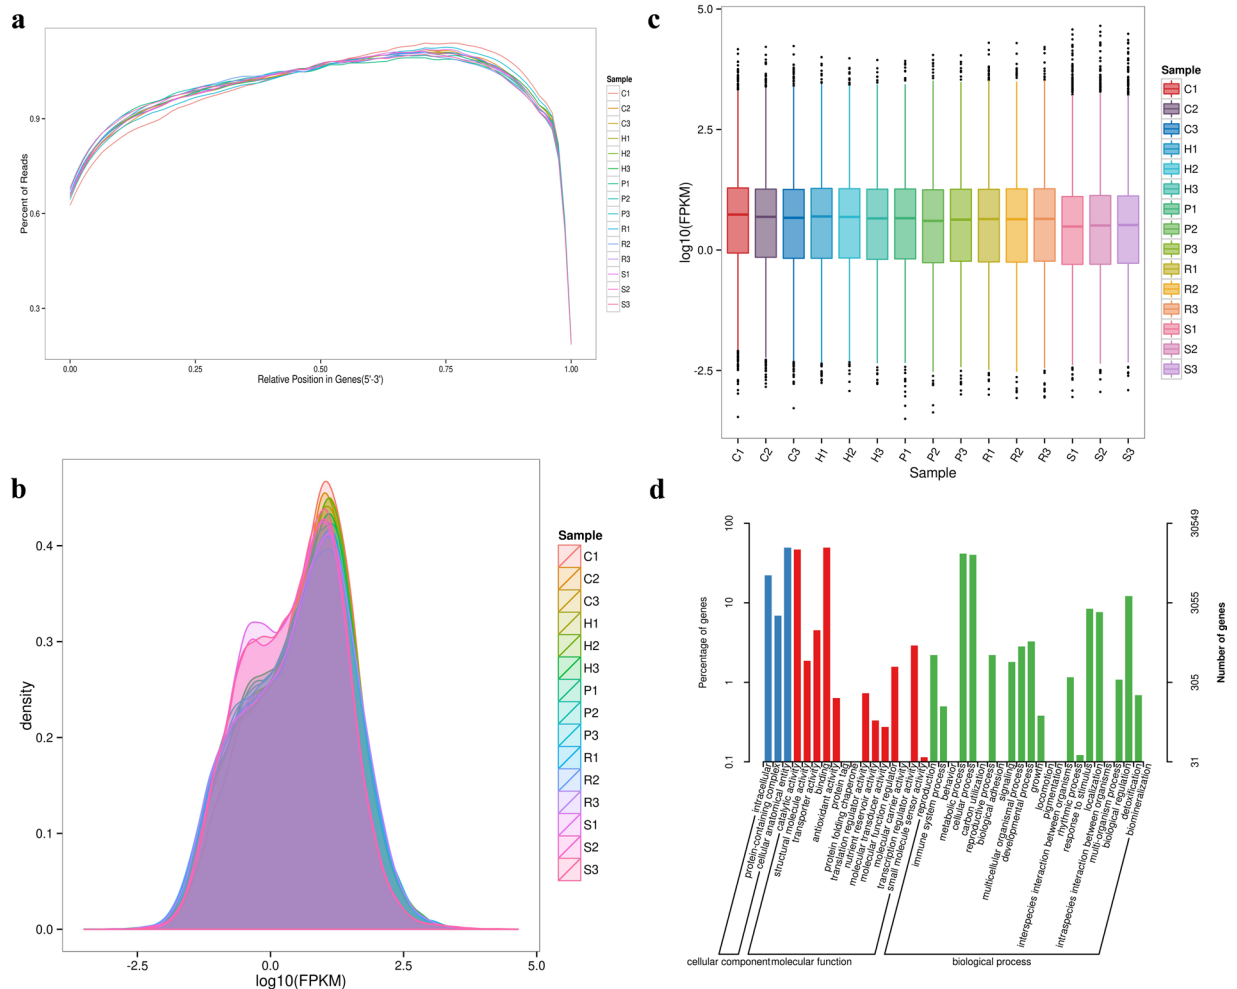 a
Percent of Reads
0.9
0.6
0.3
0.00
0.25
0.50
0.75
1.00
Relative Position in Genes(5'-3')
Sample
C1
C2
C3
H1
H2
H3
P1
P2
P3
R1
R2
R3
S1
S2
S3
c
log10(FPKM)
5.0
2.5
0.0
-2.5
C1
C2
C3
H1
H2
H3
P1
P2
P3
R1
R2
R3
S1
S2
S3
Sample
Sample
C1
C2
C3
H1
H2
H3
P1
P2
P3
R1
R2
R3
S1
S2
S3
b
density
0.4
0.3
0.2
0.1
0.0
-2.5
0.0
2.5
5.0
log10(FPKM)
Sample
C1
C2
C3
H1
H2
H3
P1
P2
P3
R1
R2
R3
S1
S2
S3
d
Percentage of genes
100
10
1
0.1
30549
3055
305
31
Number of genes
intracellular
protein-containing complex
cellular anatomical entity
catalytic activity
structural molecule activity
transporter activity
binding
antioxidant activity
protein tag
protein folding chaperone
translation regulator activity
nutrient reservoir activity
molecular transducer activity
molecular function regulator
molecular carrier activity
transcription regulator activity
small molecule sensor activity
reproduction
immune system process
behavior
metabolic process
cellular process
carbon utilization
reproductive process
biological adhesion
signaling
multicellular organismal process
developmental process
growth
locomotion
pigmentation
interspecies interaction between organisms
rhythmic process
response to stimulus
localization
intraspecies interaction between organisms
multi-organism process
biological regulation
detoxification
biomineralization
cellular component
molecular function
biological process